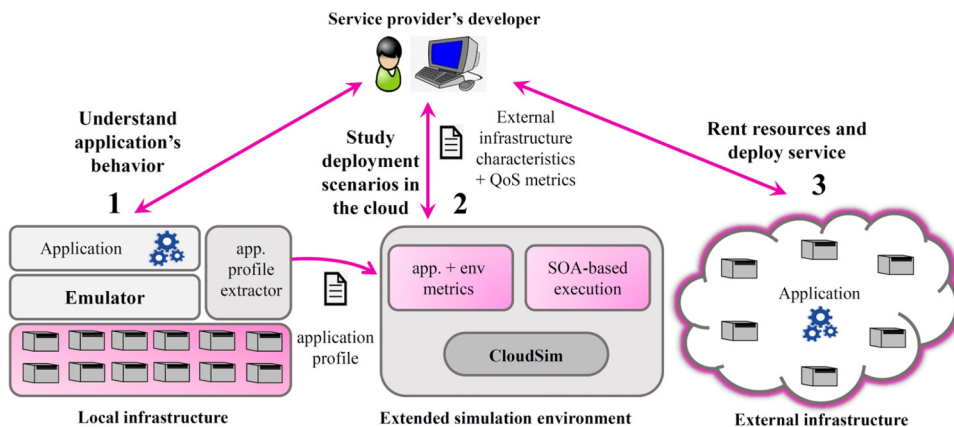 Service provider's developer
Understand
application's
behavior
1
Study
deployment
scenarios in
the cloud
2
External
infrastructure
characteristics
+ QoS metrics
Rent resources and
deploy service
3
Application
Emulator
app.
profile
extractor
application
profile
app. + env
metrics
SOA-based
execution
CloudSim
Application
Local infrastructure
Extended simulation environment
External infrastructure